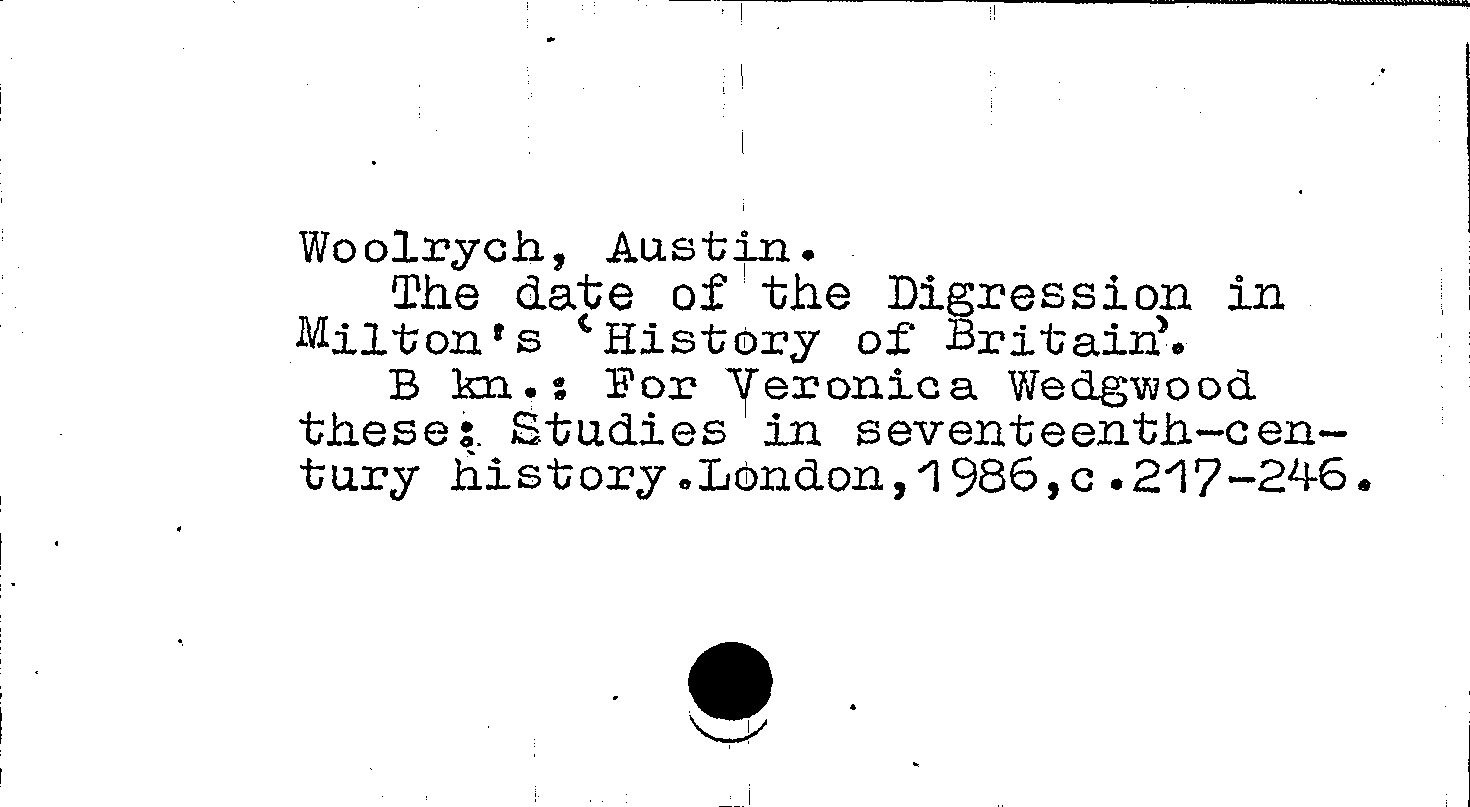 Woolrych, Austin.
The date of the Digression in
Milton's ‘History of Britain’.
В кн.: For Veronica Wedgwood
these: Studies in seventeenth-cen-
tury history.London,1986,с.217-246.